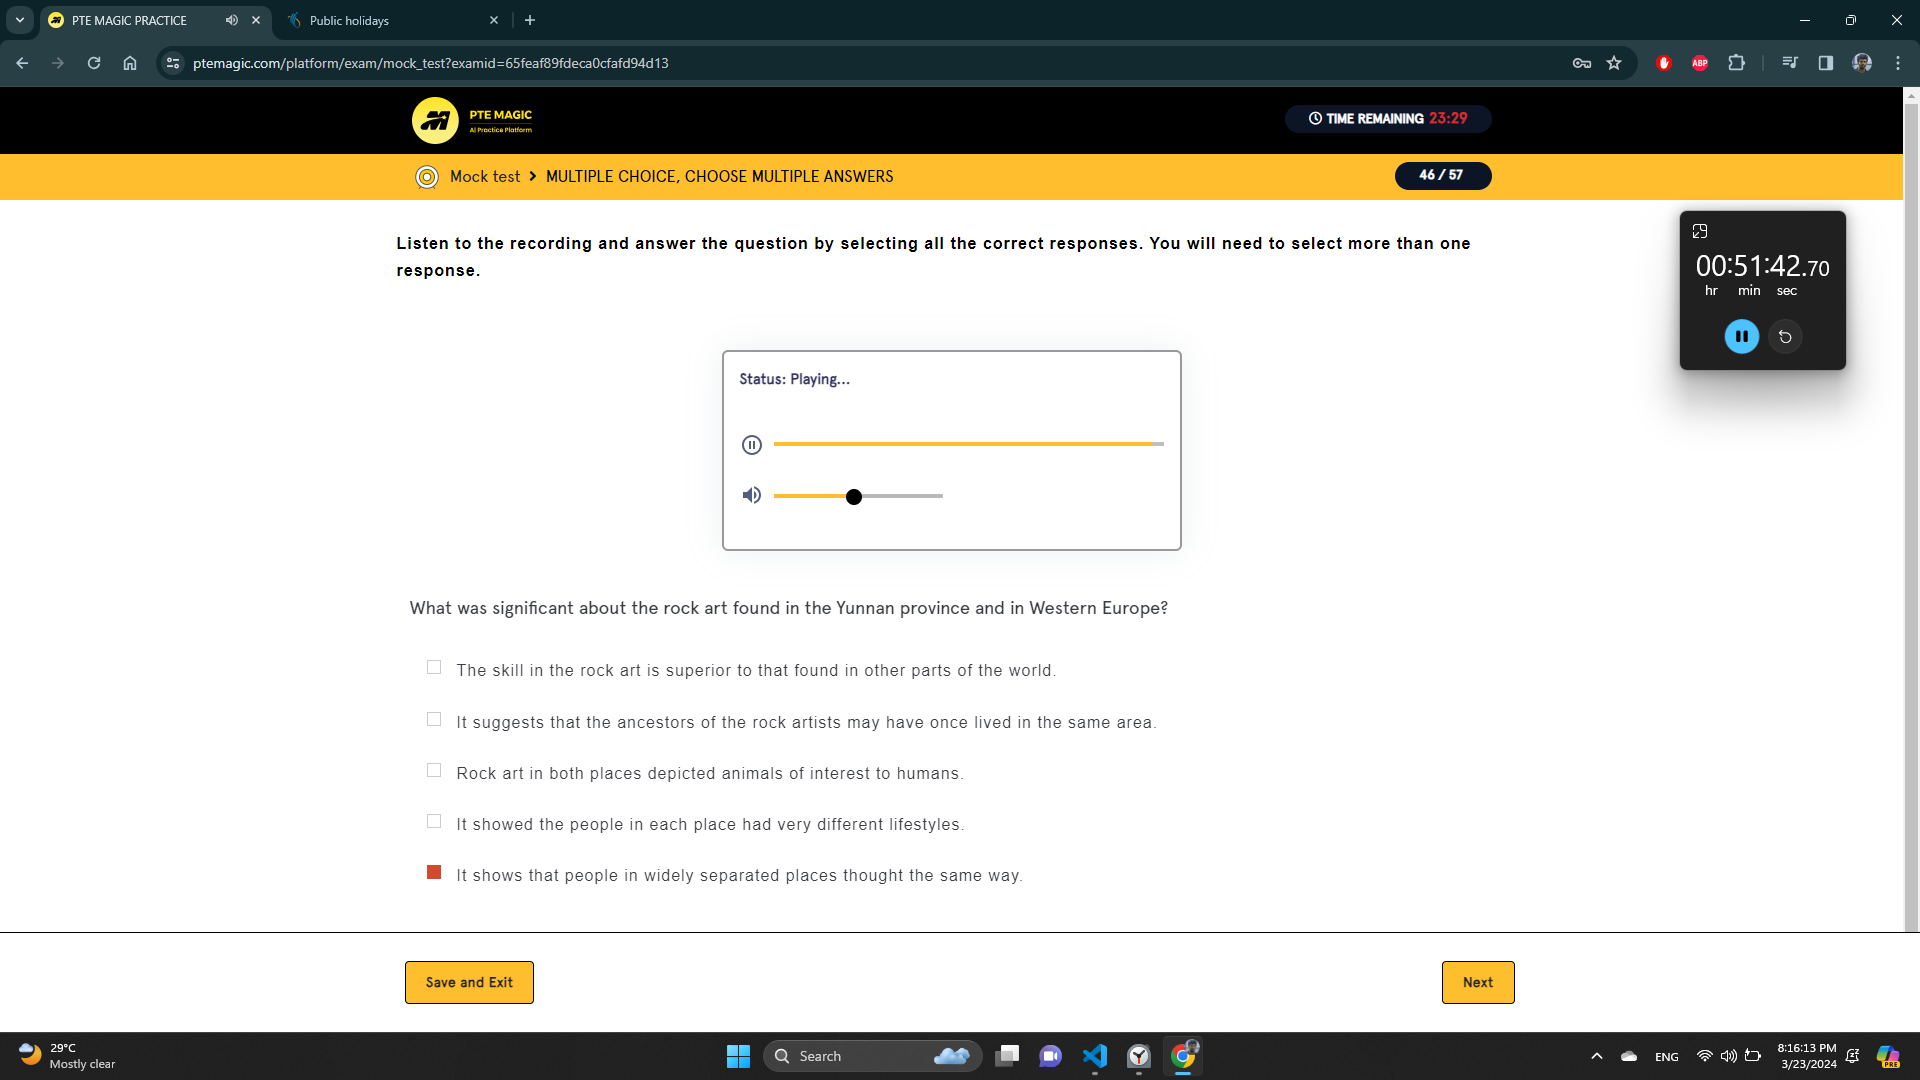 PTE MAGIC PRACTICE
Public holidays
ptemagic.com/platform/exam/mock_test?examid=65feaf89fdeca0cfafd94d13
ABP
PTE MAGIC
AI Practice Platform
TIME REMAINING 23:29
Mock test > MULTIPLE CHOICE, CHOOSE MULTIPLE ANSWERS
46 / 57
Listen to the recording and answer the question by selecting all the correct responses. You will need to select more than one
response.
00:51:42.70
hr min sec
Status: Playing...
What was significant about the rock art found in the Yunnan province and in Western Europe?
The skill in the rock art is superior to that found in other parts of the world.
It suggests that the ancestors of the rock artists may have once lived in the same area.
Rock art in both places depicted animals of interest to humans.
It showed the people in each place had very different lifestyles.
It shows that people in widely separated places thought the same way.
Save and Exit
Next
29°C
Mostly clear
Search
ENG
8:16:13 PM
3/23/2024
PRE